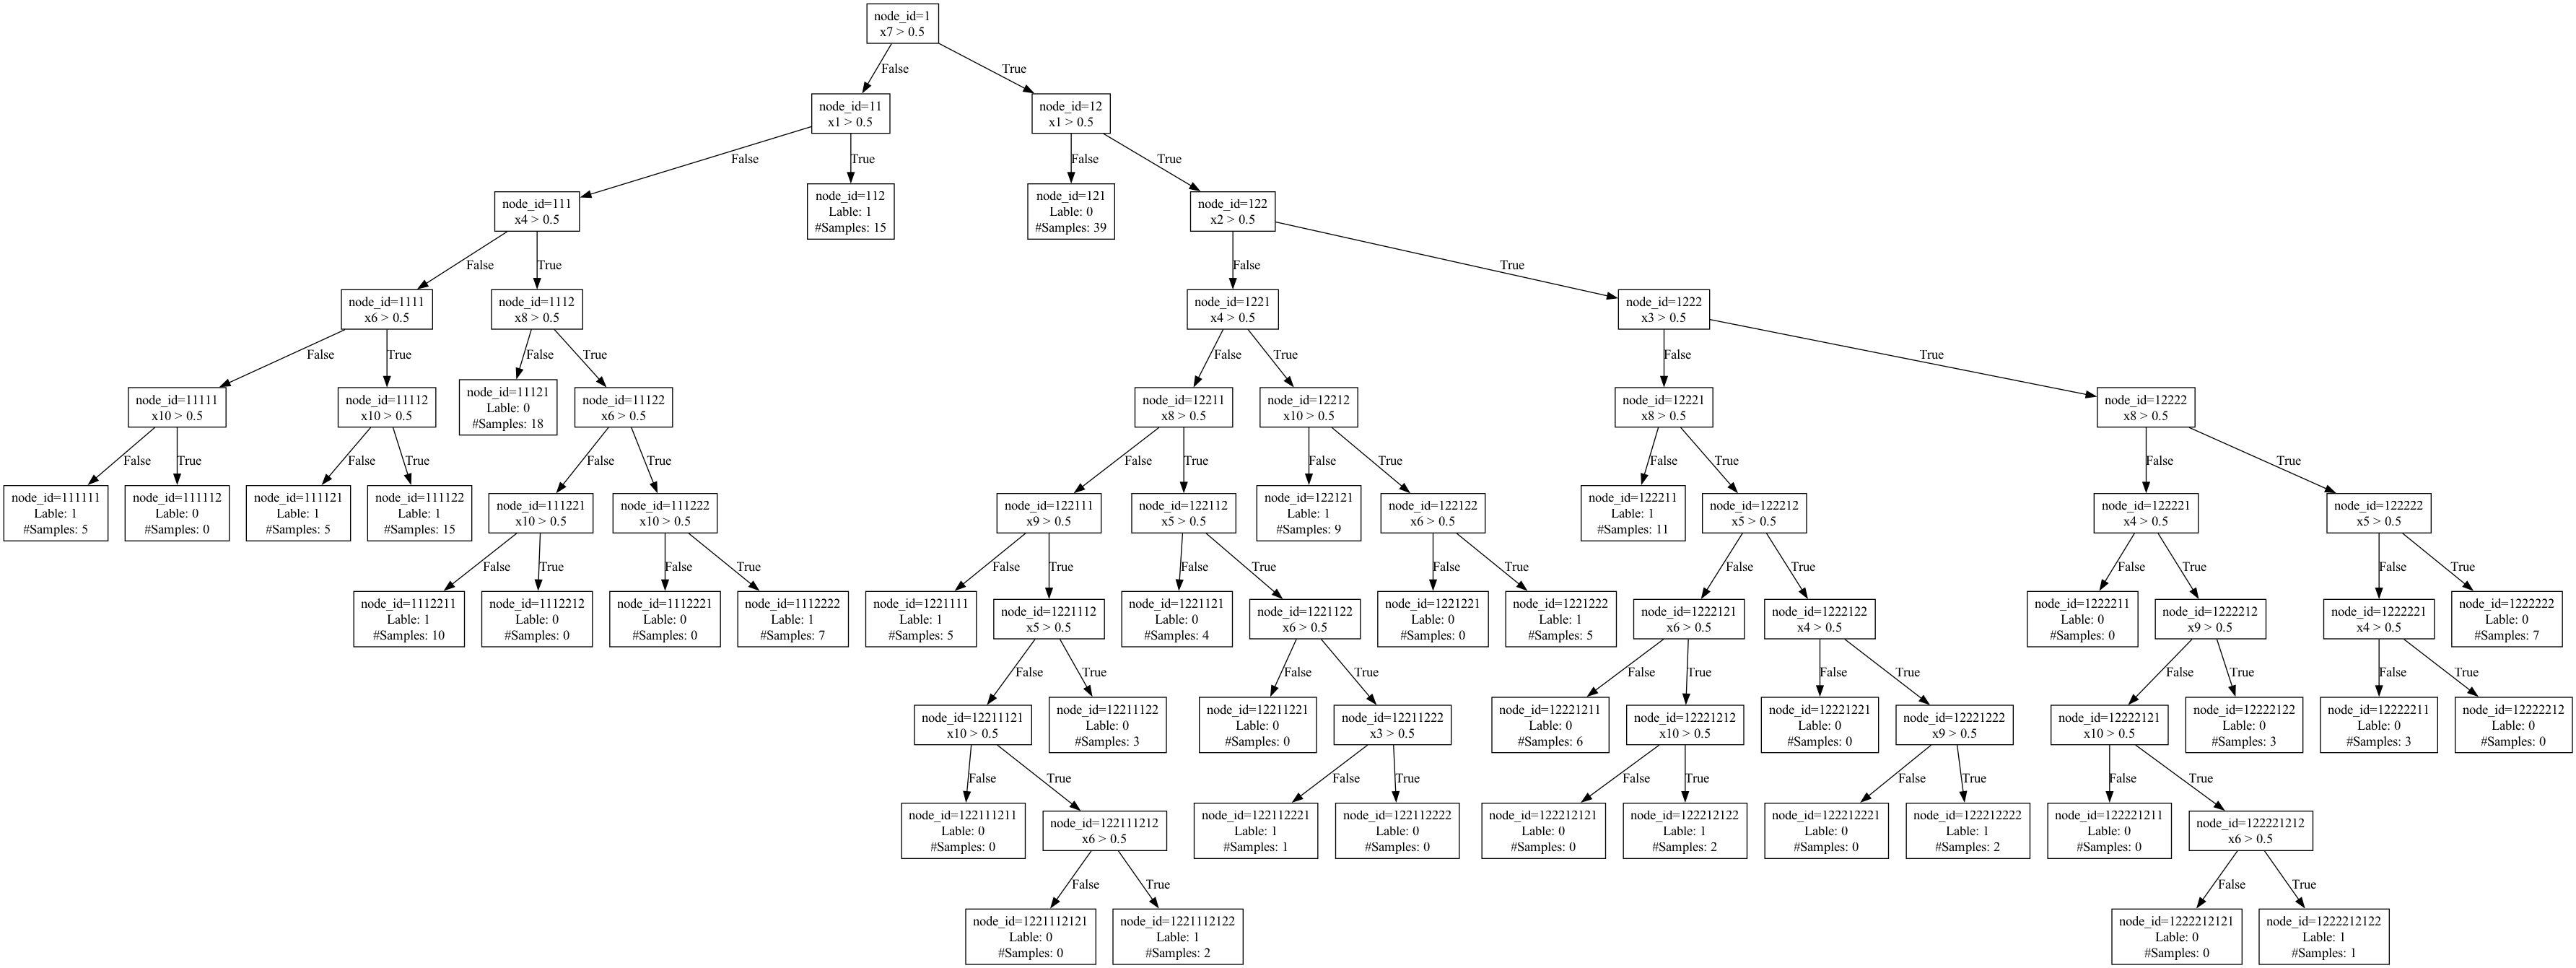 node_id=1
x7 > 0.5
False
True
node_id=11
x1 > 0.5
node_id=12
x1 > 0.5
False
True
False
True
node_id=111
x4 > 0.5
node_id=112
Lable: 1
#Samples: 15
node_id=121
Lable: 0
#Samples: 39
node_id=122
x2 > 0.5
False
True
False
True
node_id=1111
x6 > 0.5
node_id=1112
x8 > 0.5
node_id=1221
x4 > 0.5
node_id=1222
x3 > 0.5
False
True
False
True
False
True
False
True
node_id=11111
x10 > 0.5
node_id=11112
x10 > 0.5
node_id=11121
Lable: 0
#Samples: 18
node_id=11122
x6 > 0.5
node_id=12211
x8 > 0.5
node_id=12212
x10 > 0.5
node_id=12221
x8 > 0.5
node_id=12222
x8 > 0.5
False
True
False
True
False
True
False
True
False
True
False
True
False
True
node_id=111111
Lable: 1
#Samples: 5
node_id=111112
Lable: 0
#Samples: 0
node_id=111121
Lable: 1
#Samples: 5
node_id=111122
Lable: 1
#Samples: 15
node_id=111221
x10 > 0.5
node_id=111222
x10 > 0.5
node_id=122111
x9 > 0.5
node_id=122112
x5 > 0.5
node_id=122121
Lable: 1
#Samples: 9
node_id=122122
x6 > 0.5
node_id=122211
Lable: 1
#Samples: 11
node_id=122212
x5 > 0.5
node_id=122221
x4 > 0.5
node_id=122222
x5 > 0.5
False
True
False
True
False
True
False
True
False
True
False
True
False
True
False
True
node_id=1112211
Lable: 1
#Samples: 10
node_id=1112212
Lable: 0
#Samples: 0
node_id=1112221
Lable: 0
#Samples: 0
node_id=1112222
Lable: 1
#Samples: 7
node_id=1221111
Lable: 1
#Samples: 5
node_id=1221112
x5 > 0.5
node_id=1221121
Lable: 0
#Samples: 4
node_id=1221122
x6 > 0.5
node_id=1221221
Lable: 0
#Samples: 0
node_id=1221222
Lable: 1
#Samples: 5
node_id=1222121
x6 > 0.5
node_id=1222122
x4 > 0.5
node_id=1222211
Lable: 0
#Samples: 0
node_id=1222212
x9 > 0.5
node_id=1222221
x4 > 0.5
node_id=1222222
Lable: 0
#Samples: 7
False
True
False
True
False
True
False
True
False
True
False
True
node_id=12211121
x10 > 0.5
node_id=12211122
Lable: 0
#Samples: 3
node_id=12211221
Lable: 0
#Samples: 0
node_id=12211222
x3 > 0.5
node_id=12221211
Lable: 0
#Samples: 6
node_id=12221212
x10 > 0.5
node_id=12221221
Lable: 0
#Samples: 0
node_id=12221222
x9 > 0.5
node_id=12222121
x10 > 0.5
node_id=12222122
Lable: 0
#Samples: 3
node_id=12222211
Lable: 0
#Samples: 3
node_id=12222212
Lable: 0
#Samples: 0
False
True
False
True
False
True
False
True
False
True
node_id=122111211
Lable: 0
#Samples: 0
node_id=122111212
x6 > 0.5
node_id=122112221
Lable: 1
#Samples: 1
node_id=122112222
Lable: 0
#Samples: 0
node_id=122212121
Lable: 0
#Samples: 0
node_id=122212122
Lable: 1
#Samples: 2
node_id=122212221
Lable: 0
#Samples: 0
node_id=122212222
Lable: 1
#Samples: 2
node_id=122221211
Lable: 0
#Samples: 0
node_id=122221212
x6 > 0.5
False
True
False
True
node_id=1221112121
Lable: 0
#Samples: 0
node_id=1221112122
Lable: 1
#Samples: 2
node_id=1222212121
Lable: 0
#Samples: 0
node_id=1222212122
Lable: 1
#Samples: 1